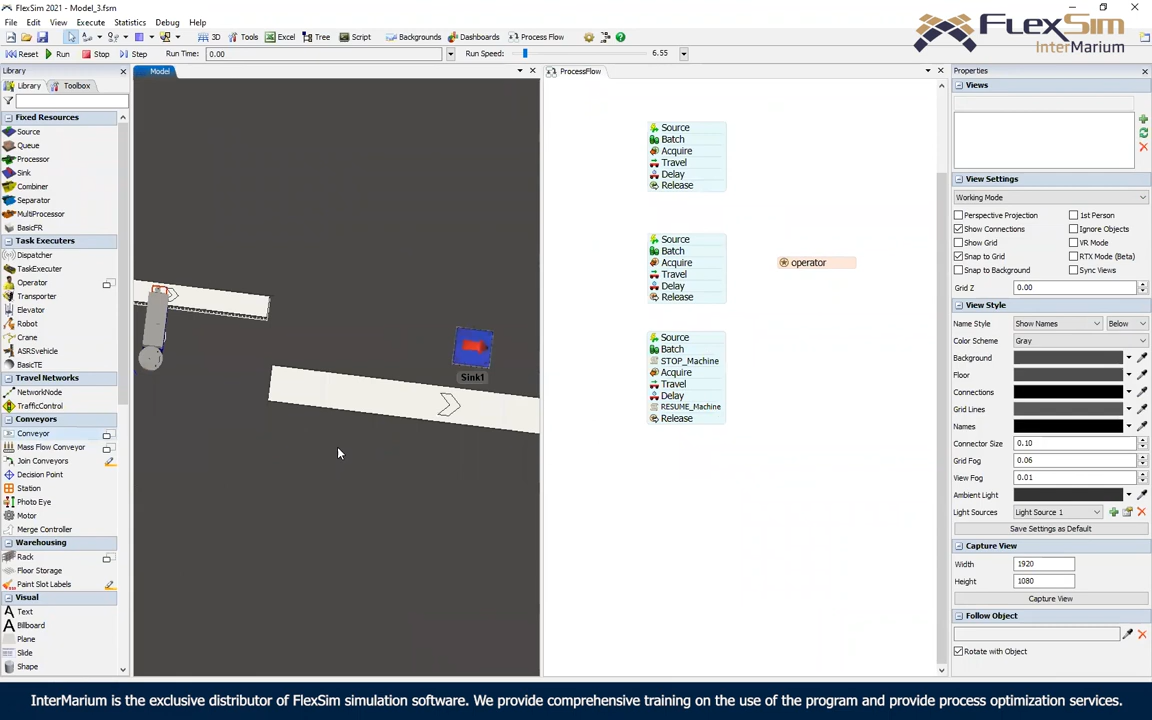 FlexSim 2021 - Model_3.fsm
File Edit View Execute Statistics Debug Help
3D Tools Excel Tree Script Backgrounds Dashboards Process Flow
Reset Run Stop Step Run Time: 0.00 Run Speed: 6.55
FLEXSIM
InterMarium
Library
Library Toolbox
Fixed Resources
Source
Queue
Processor
Sink
Combiner
Separator
MultiProcessor
BasicFR
Task Executers
Dispatcher
TaskExecuter
Operator
Transporter
Elevator
Robot
Crane
ASRSvehicle
BasicTE
Travel Networks
NetworkNode
TrafficControl
Conveyors
Conveyor
Mass Flow Conveyor
Join Conveyors
Decision Point
Station
Photo Eye
Motor
Merge Controller
Warehousing
Rack
Floor Storage
Paint Slot Labels
Visual
Text
Billboard
Plane
Slide
Shape
Model
Sink1
ProcessFlow
Source
Batch
Acquire
Travel
Delay
Release
Source
Batch
Acquire
Travel
Delay
Release
operator
Source
Batch
STOP_Machine
Acquire
Travel
Delay
RESUME_Machine
Release
Properties
Views
View Settings
Working Mode
Perspective Projection 1st Person
Show Connections Ignore Objects
Show Grid VR Mode
Snap to Grid RTX Mode (Beta)
Snap to Background Sync Views
Grid Z 0.00
View Style
Name Style Show Names Below
Color Scheme Gray
Background
Floor
Connections
Grid Lines
Names
Connector Size 0.10
Grid Fog 0.06
View Fog 0.01
Ambient Light
Light Sources Light Source 1
Save Settings as Default
Capture View
Width 1920
Height 1080
Capture View
Follow Object
Rotate with Object
InterMarium is the exclusive distributor of FlexSim simulation software. We provide comprehensive training on the use of the program and provide process optimization services.